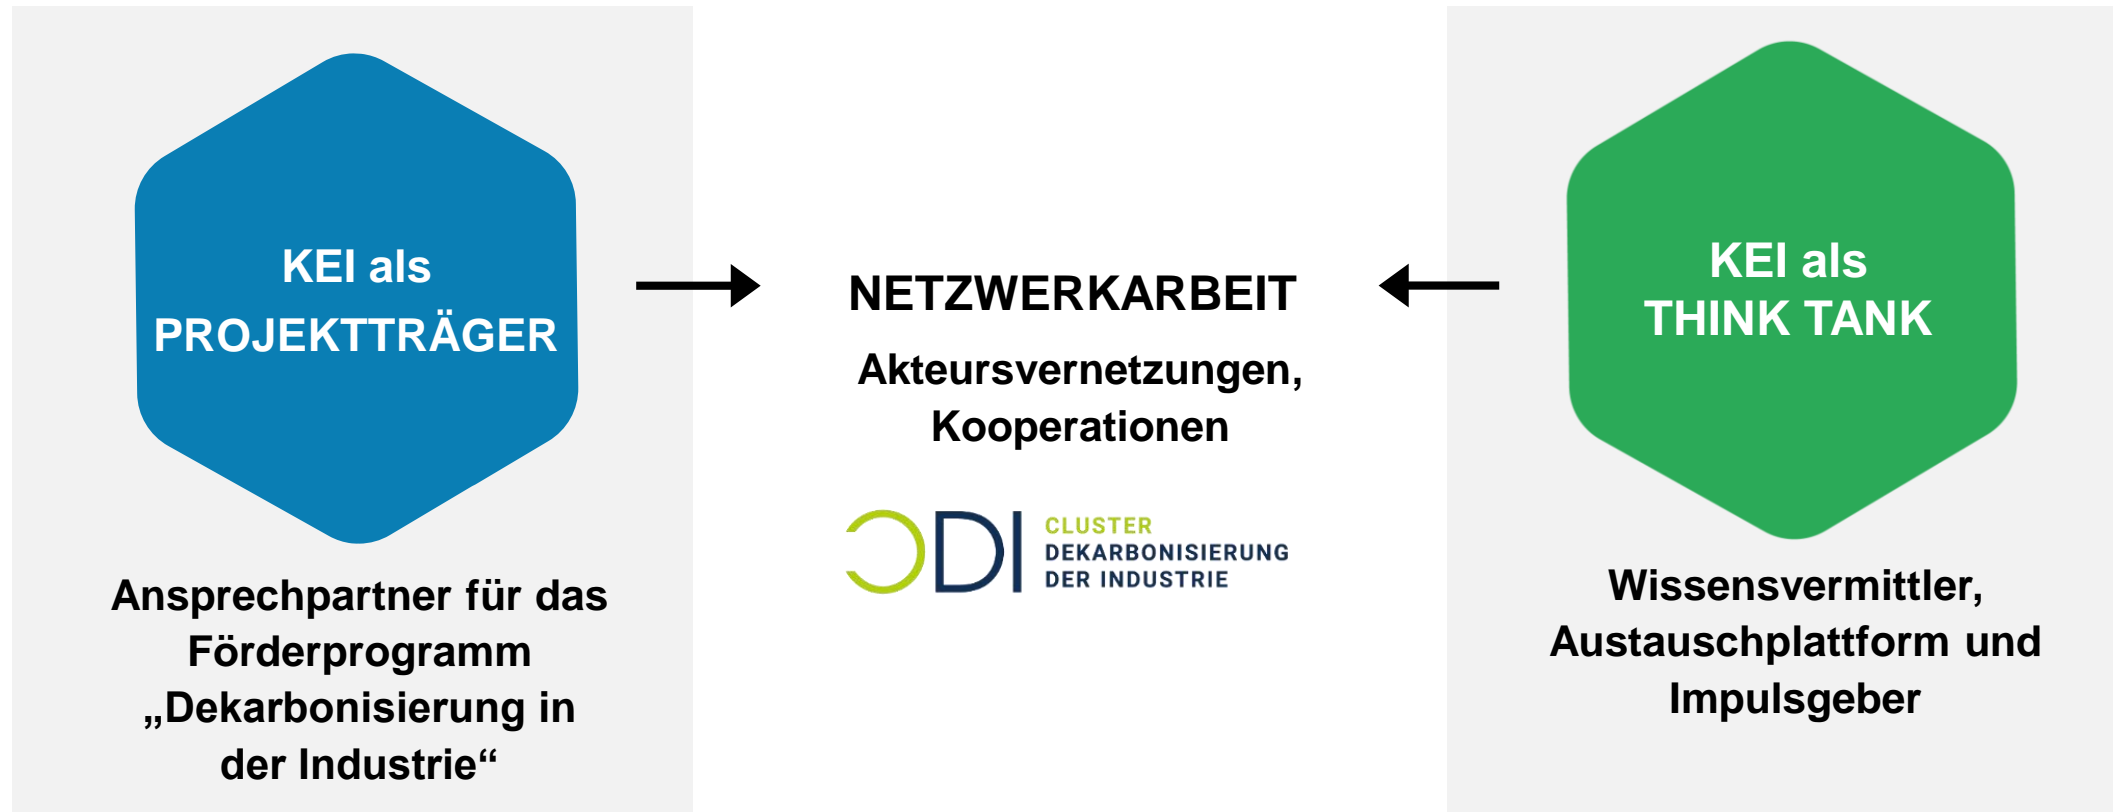 KEI als
PROJEKTTRÄGER
Ansprechpartner für das
Förderprogramm
„Dekarbonisierung in
der Industrie“
NETZWERKARBEIT
Akteursvernetzungen,
Kooperationen
CDI
CLUSTER
DEKARBONISIERUNG
DER INDUSTRIE
KEI als
THINK TANK
Wissensvermittler,
Austauschplattform und
Impulsgeber